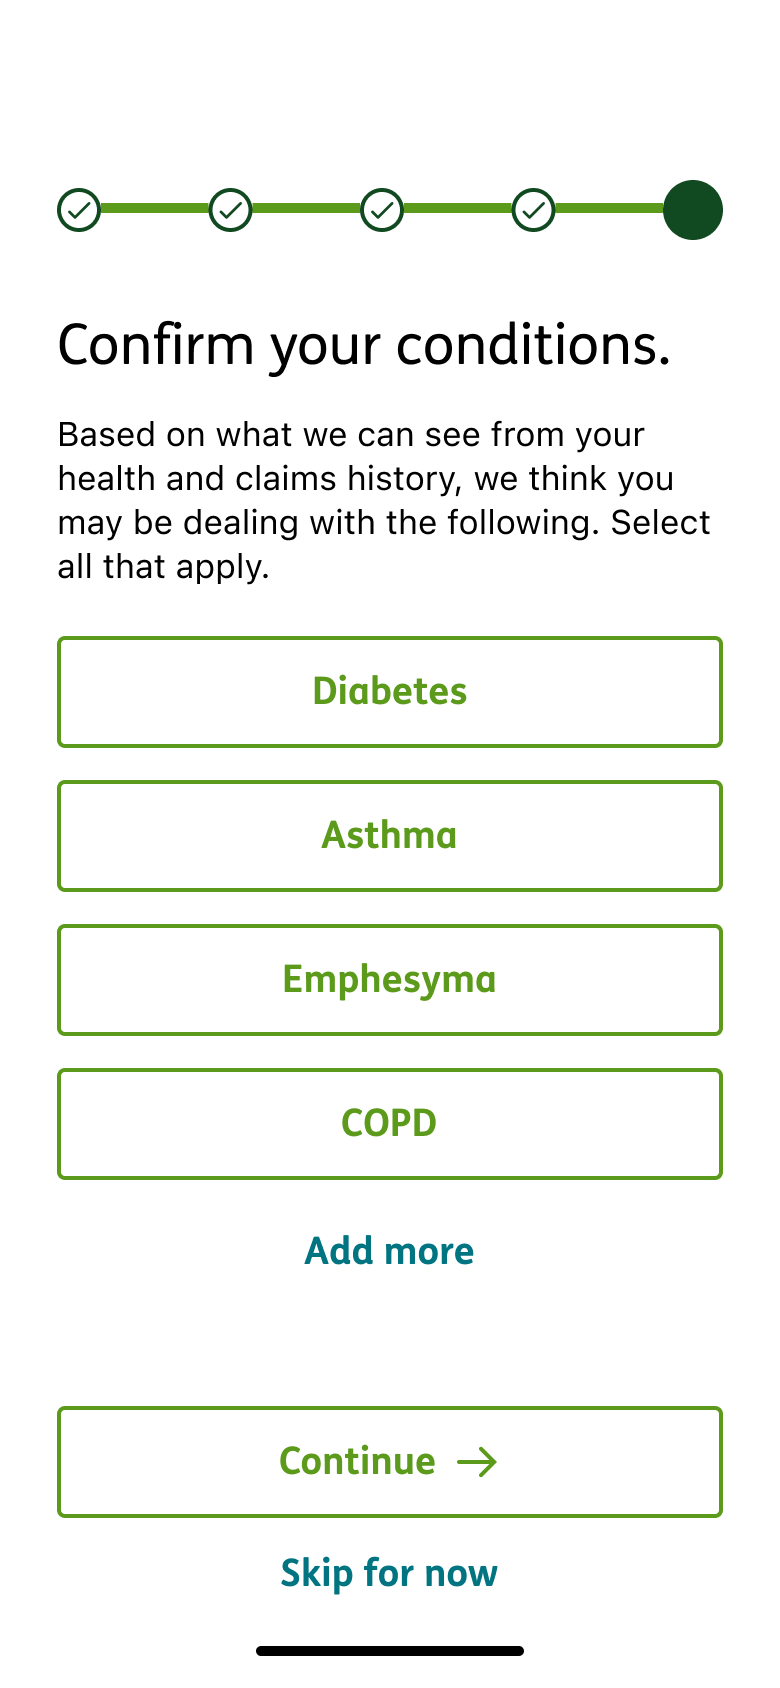 Confirm your conditions.
Based on what we can see from your
health and claims history, we think you
may be dealing with the following. Select
all that apply.
Diabetes
Asthma
Emphesyma
COPD
Add more
Continue →
Skip for now